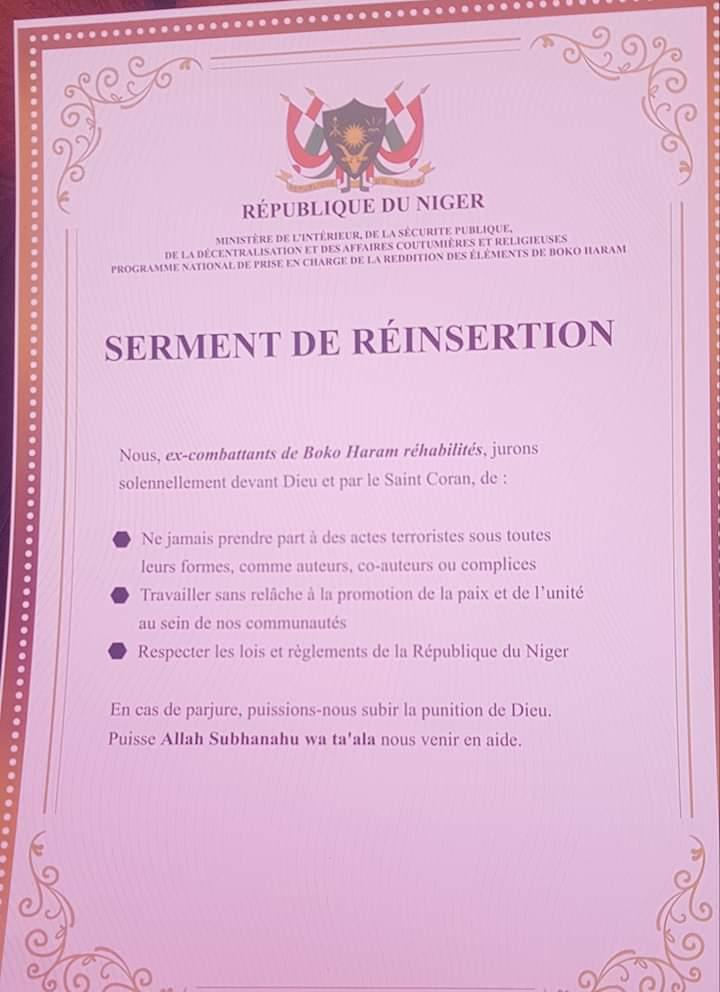 RÉPUBLIQUE DU NIGER
MINISTÈRE DE L'INTÉRIEUR, DE LA SÉCURITE PUBLIQUE,
DE LA DÉCENTRALISATION ET DES AFFAIRES COUTUMIÈRES ET RELIGIEUSES
PROGRAMME NATIONAL DE PRISE EN CHARGE DE LA REDDITION DES ÉLÉMENTS DE BOKO HARAM
SERMENT DE RÉINSERTION
Nous, ex-combattants de Boko Haram réhabilités, jurons
solennellement devant Dieu et par le Saint Coran, de :
Ne jamais prendre part à des actes terroristes sous toutes
leurs formes, comme auteurs, co-auteurs ou complices
Travailler sans relâche à la promotion de la paix et de l'unité
au sein de nos communautés
Respecter les lois et règlements de la République du Niger
En cas de parjure, puissions-nous subir la punition de Dieu.
Puisse Allah Subhanahu wa ta'ala nous venir en aide.